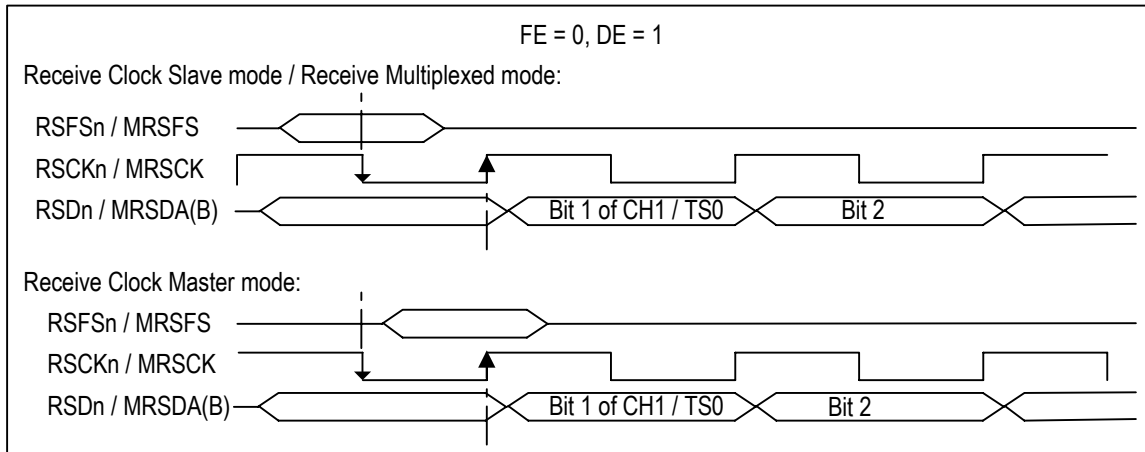 FE = 0, DE = 1
Receive Clock Slave mode / Receive Multiplexed mode:
RSFSn / MRSFS
RSCKn / MRSCK
RSDn / MRSDA(B)
Bit 1 of CH1 / TS0
Bit 2
Receive Clock Master mode:
RSFSn / MRSFS
RSCKn / MRSCK
RSDn / MRSDA(B)
Bit 1 of CH1 / TS0
Bit 2